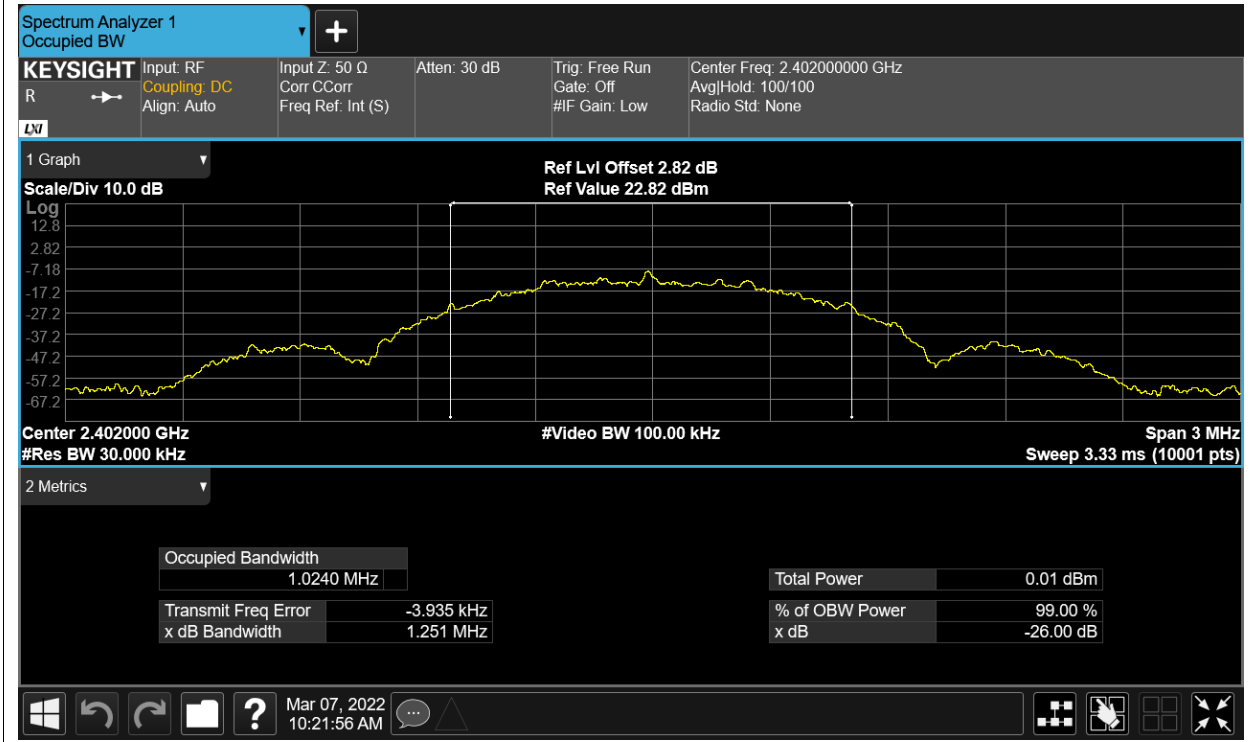 Spectrum Analyzer 1
Occupied BW
KEYSIGHT
R
LXI
Input: RF
Coupling: DC
Align: Auto
Input Z: 50 Ω
Corr CCorr
Freq Ref: Int (S)
Atten: 30 dB
Trig: Free Run
Gate: Off
#IF Gain: Low
Center Freq: 2.402000000 GHz
Avg|Hold: 100/100
Radio Std: None
1 Graph
Scale/Div 10.0 dB
Ref Lvl Offset 2.82 dB
Ref Value 22.82 dBm
Log
12.8
2.82
-7.18
-17.2
-27.2
-37.2
-47.2
-57.2
-67.2
Center 2.402000 GHz
#Video BW 100.00 kHz
Span 3 MHz
#Res BW 30.000 kHz
Sweep 3.33 ms (10001 pts)
2 Metrics
Occupied Bandwidth
1.0240 MHz
Total Power 0.01 dBm
Transmit Freq Error -3.935 kHz
% of OBW Power 99.00 %
x dB Bandwidth 1.251 MHz
x dB -26.00 dB
?
Mar 07, 2022
10:21:56 AM